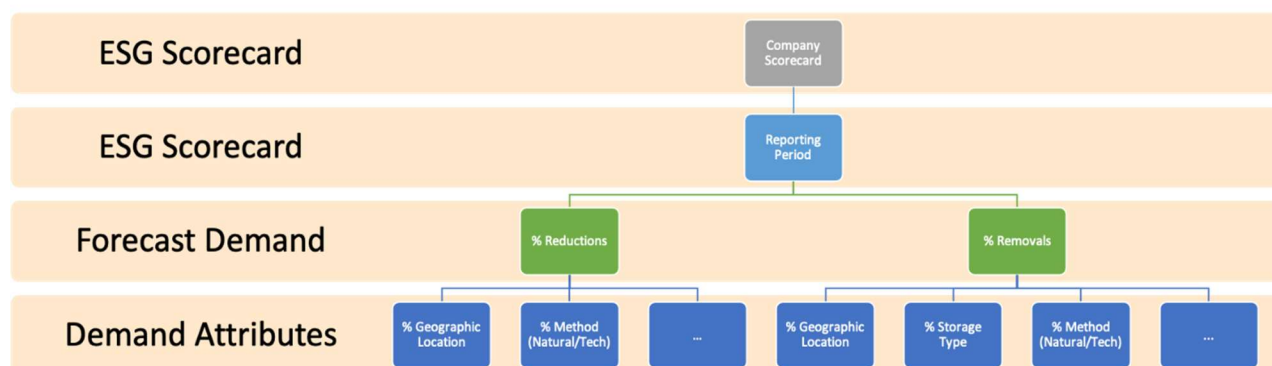 ESG Scorecard
Company
Scorecard
ESG Scorecard
Reporting
Period
Forecast Demand
% Reductions
% Removals
Demand Attributes
% Geographic
Location
% Method
(Natural/Tech)
...
% Geographic
Location
% Storage
Type
% Method
(Natural/Tech)
...